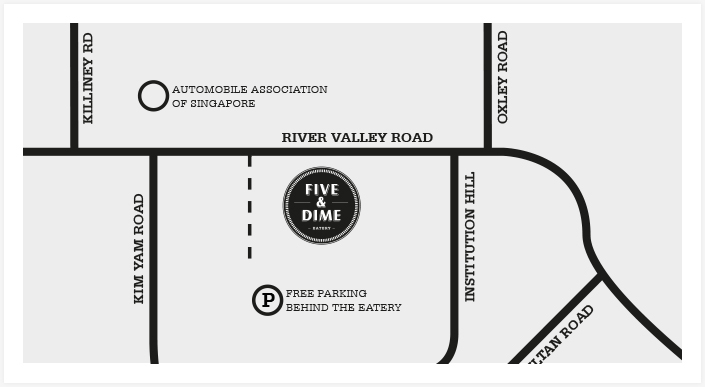 KILLINEY RD
OXLEY ROAD
AUTOMOBILE ASSOCIATION
OF SINGAPORE
RIVER VALLEY ROAD
FIVE
&
DIME
- EATERY -
KIM YAM ROAD
INSTITUTION HILL
P
FREE PARKING
BEHIND THE EATERY
LTAN ROAD